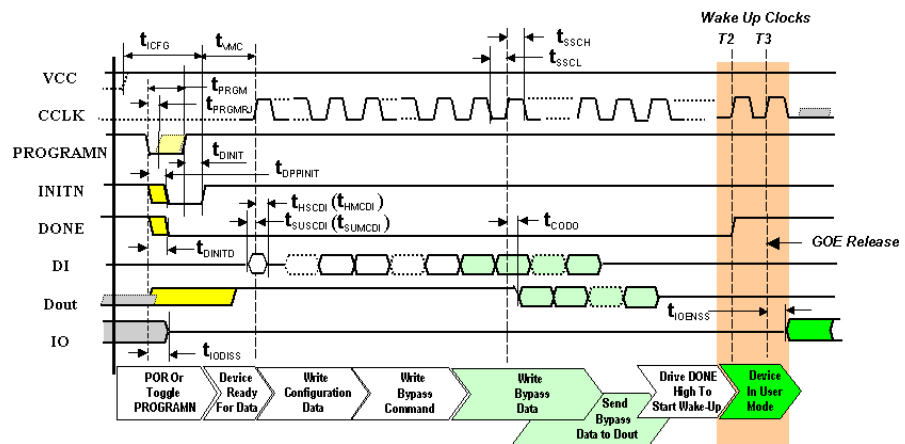 Wake Up Clocks
T2 T3
tICFG
tVMC
tSSCH
tSSCL
VCC
tPRGM
tPRGMRJ
CCLK
PROGRAMN
tDINIT
tDPPINIT
INITN
tHSCDI (tHMCDI)
tSUSCDI (tSUMCDI)
tCODO
DONE
GOE Release
tDINITD
DI
Dout
tIOENSS
IO
tIODISS
POR Or
Toggle
PROGRAMN
Device
Ready
For Data
Write
Configuration
Data
Write
Bypass
Command
Write
Bypass
Data
Send
Bypass
Data to Dout
Drive DONE
High To
Start Wake-Up
Device
In User
Mode